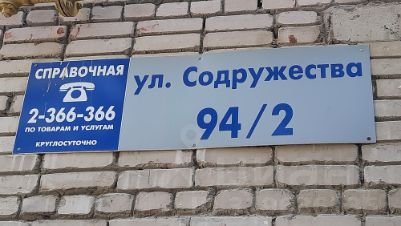 СПРАВОЧНАЯ
2-366-366
ПО ТОВАРАМ И УСЛУГАМ
КРУГЛОСУТОЧНО
ул. Содружества
94/2